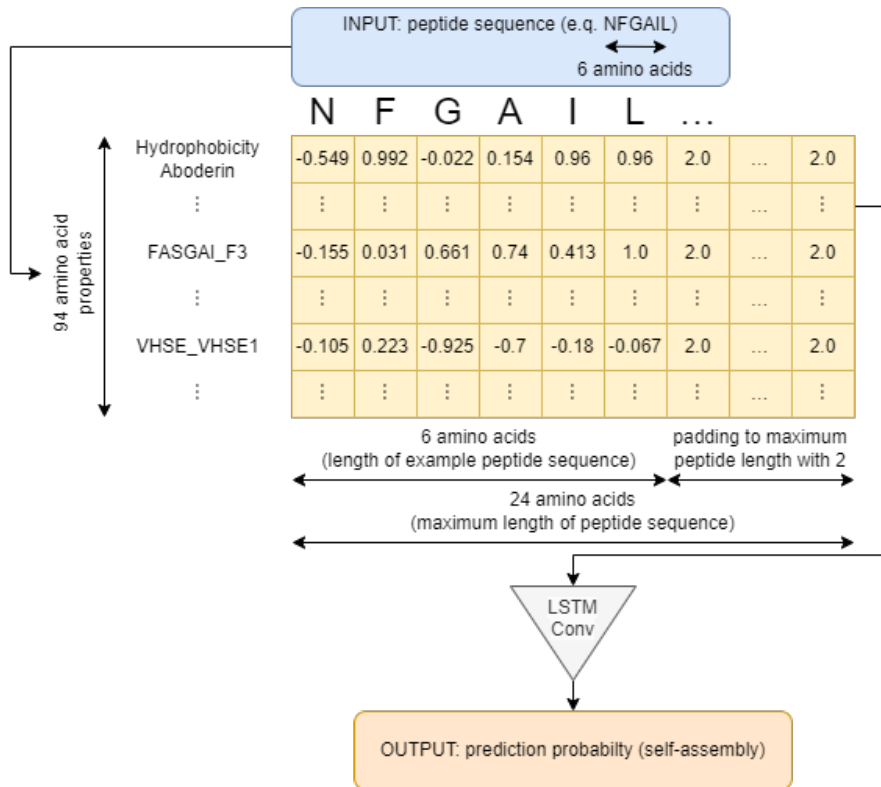 INPUT: peptide sequence (e.q. NFGAIL)
6 amino acids
N F G A I L ...
Hydrophobicity
Aboderin
-0.549 0.992 -0.022 0.154 0.96 0.96 2.0 ... 2.0
⋮ ⋮ ⋮ ⋮ ⋮ ⋮ ⋮ ⋮ ... ⋮
94 amino acid
properties
FASGAI_F3 -0.155 0.031 0.661 0.74 0.413 1.0 2.0 ... 2.0
⋮ ⋮ ⋮ ⋮ ⋮ ⋮ ⋮ ⋮ ... ⋮
VHSE_VHSE1 -0.105 0.223 -0.925 -0.7 -0.18 -0.067 2.0 ... 2.0
⋮ ⋮ ⋮ ⋮ ⋮ ⋮ ⋮ ⋮ ... ⋮
6 amino acids
(length of example peptide sequence)
padding to maximum
peptide length with 2
24 amino acids
(maximum length of peptide sequence)
LSTM
Conv
OUTPUT: prediction probabilty (self-assembly)